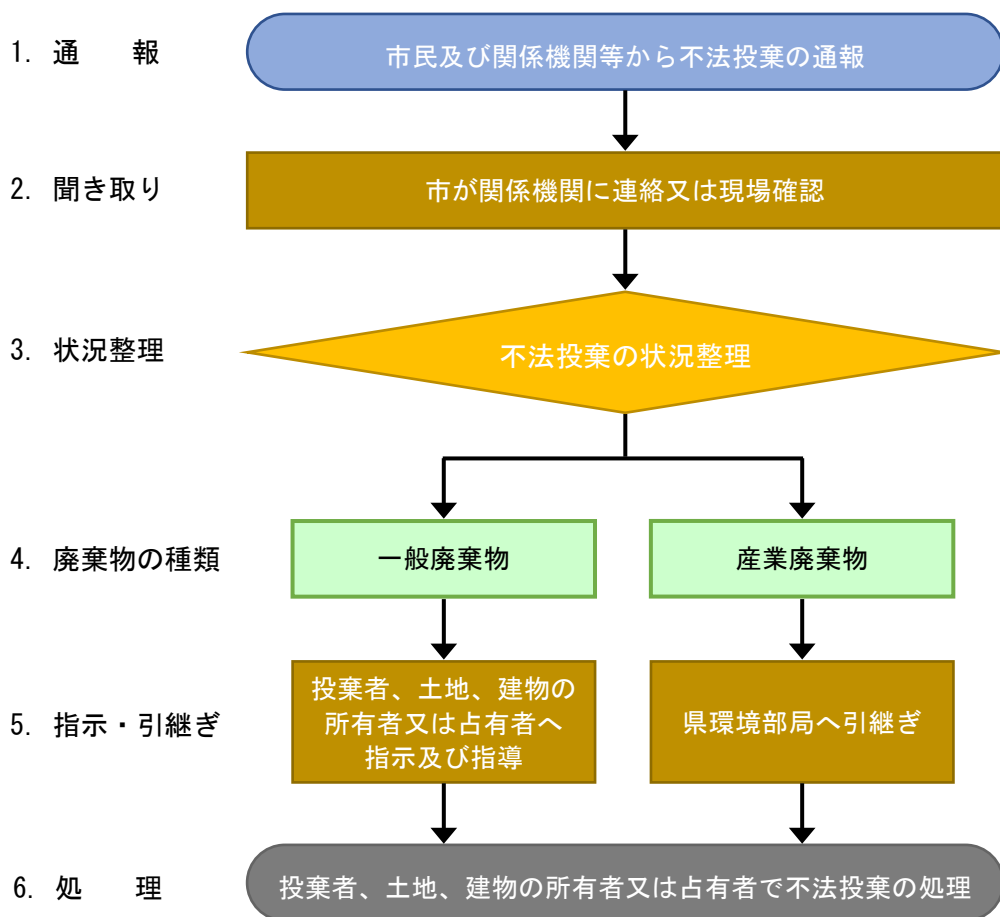 1. 通　　報
市民及び関係機関等から不法投棄の通報
2. 聞き取り
市が関係機関に連絡又は現場確認
3. 状況整理
不法投棄の状況整理
4. 廃棄物の種類
一般廃棄物
産業廃棄物
5. 指示・引継ぎ
投棄者、土地、建物の
所有者又は占有者へ
指示及び指導
県環境部局へ引継ぎ
6. 処　　理
投棄者、土地、建物の所有者又は占有者で不法投棄の処理